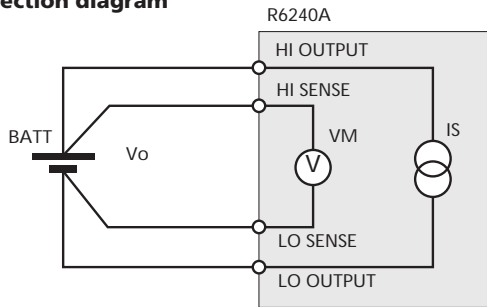 ection diagram
R6240A
HI OUTPUT
HI SENSE
BATT
Vo
VM
IS
V
LO SENSE
LO OUTPUT